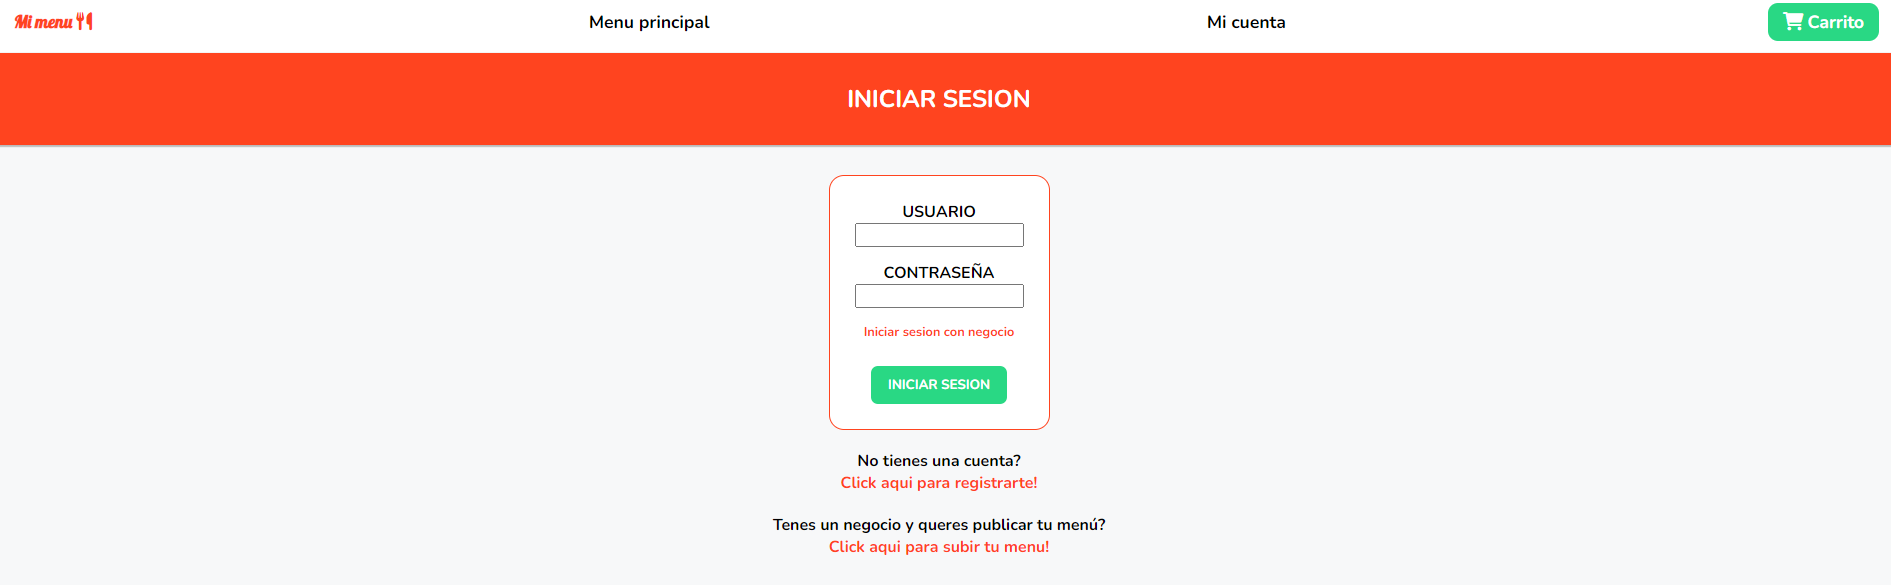 Mi menu
Menu principal
Mi cuenta
Carrito
INICIAR SESION
USUARIO
CONTRASEÑA
Iniciar sesion con negocio
INICIAR SESION
No tienes una cuenta?
Click aqui para registrarte!
Tenes un negocio y queres publicar tu menú?
Click aqui para subir tu menu!